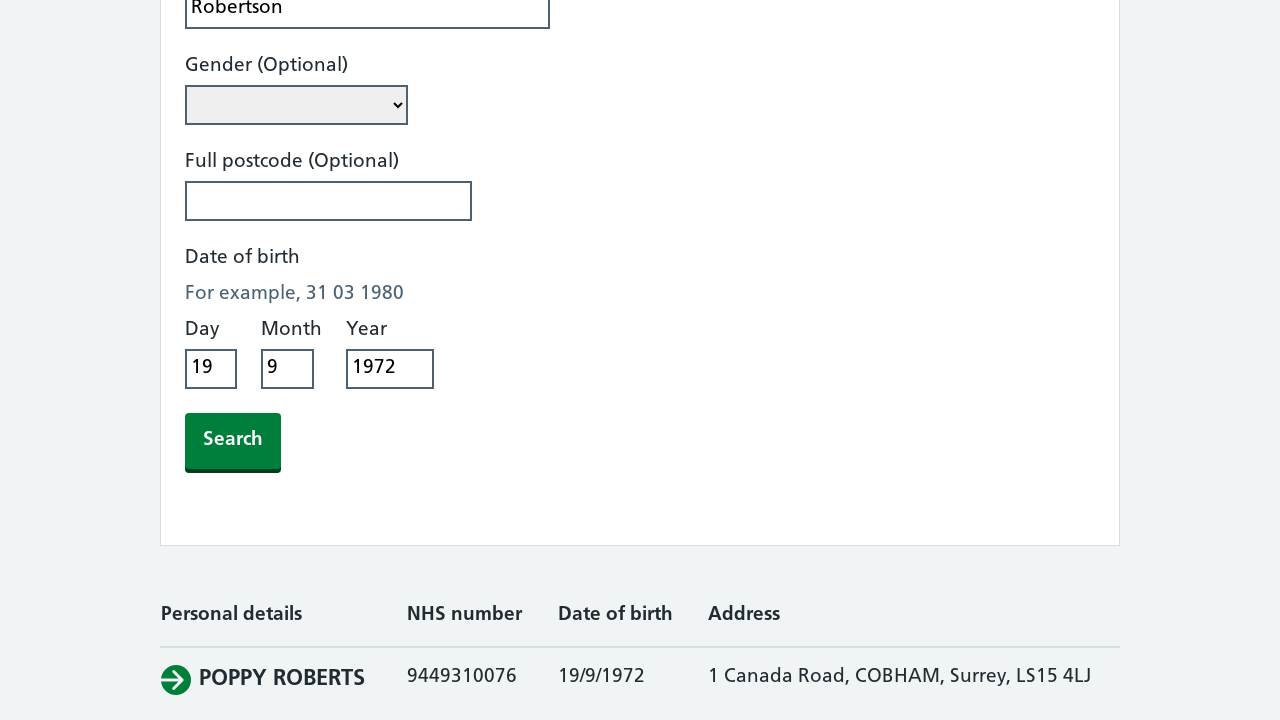 Robertson
Gender (Optional)
Full postcode (Optional)
Date of birth
For example, 31 03 1980
Day Month Year
19 9 1972
Search
Personal details NHS number Date of birth Address
POPPY ROBERTS 9449310076 19/9/1972 1 Canada Road, COBHAM, Surrey, LS15 4LJ